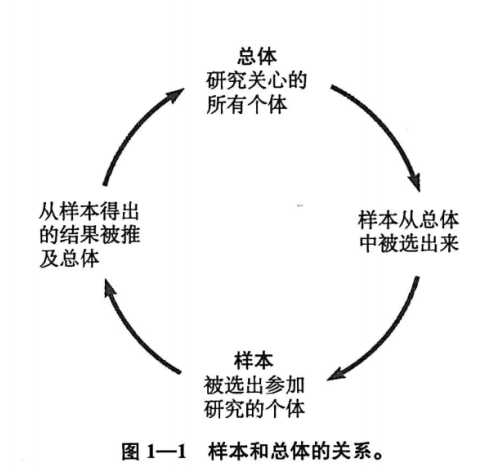 总体
研究关心的
所有个体
样本从总体
中被选出来
样本
被选出参加
研究的个体
从样本得出
的结果被推
及总体
图 1—1 样本和总体的关系。